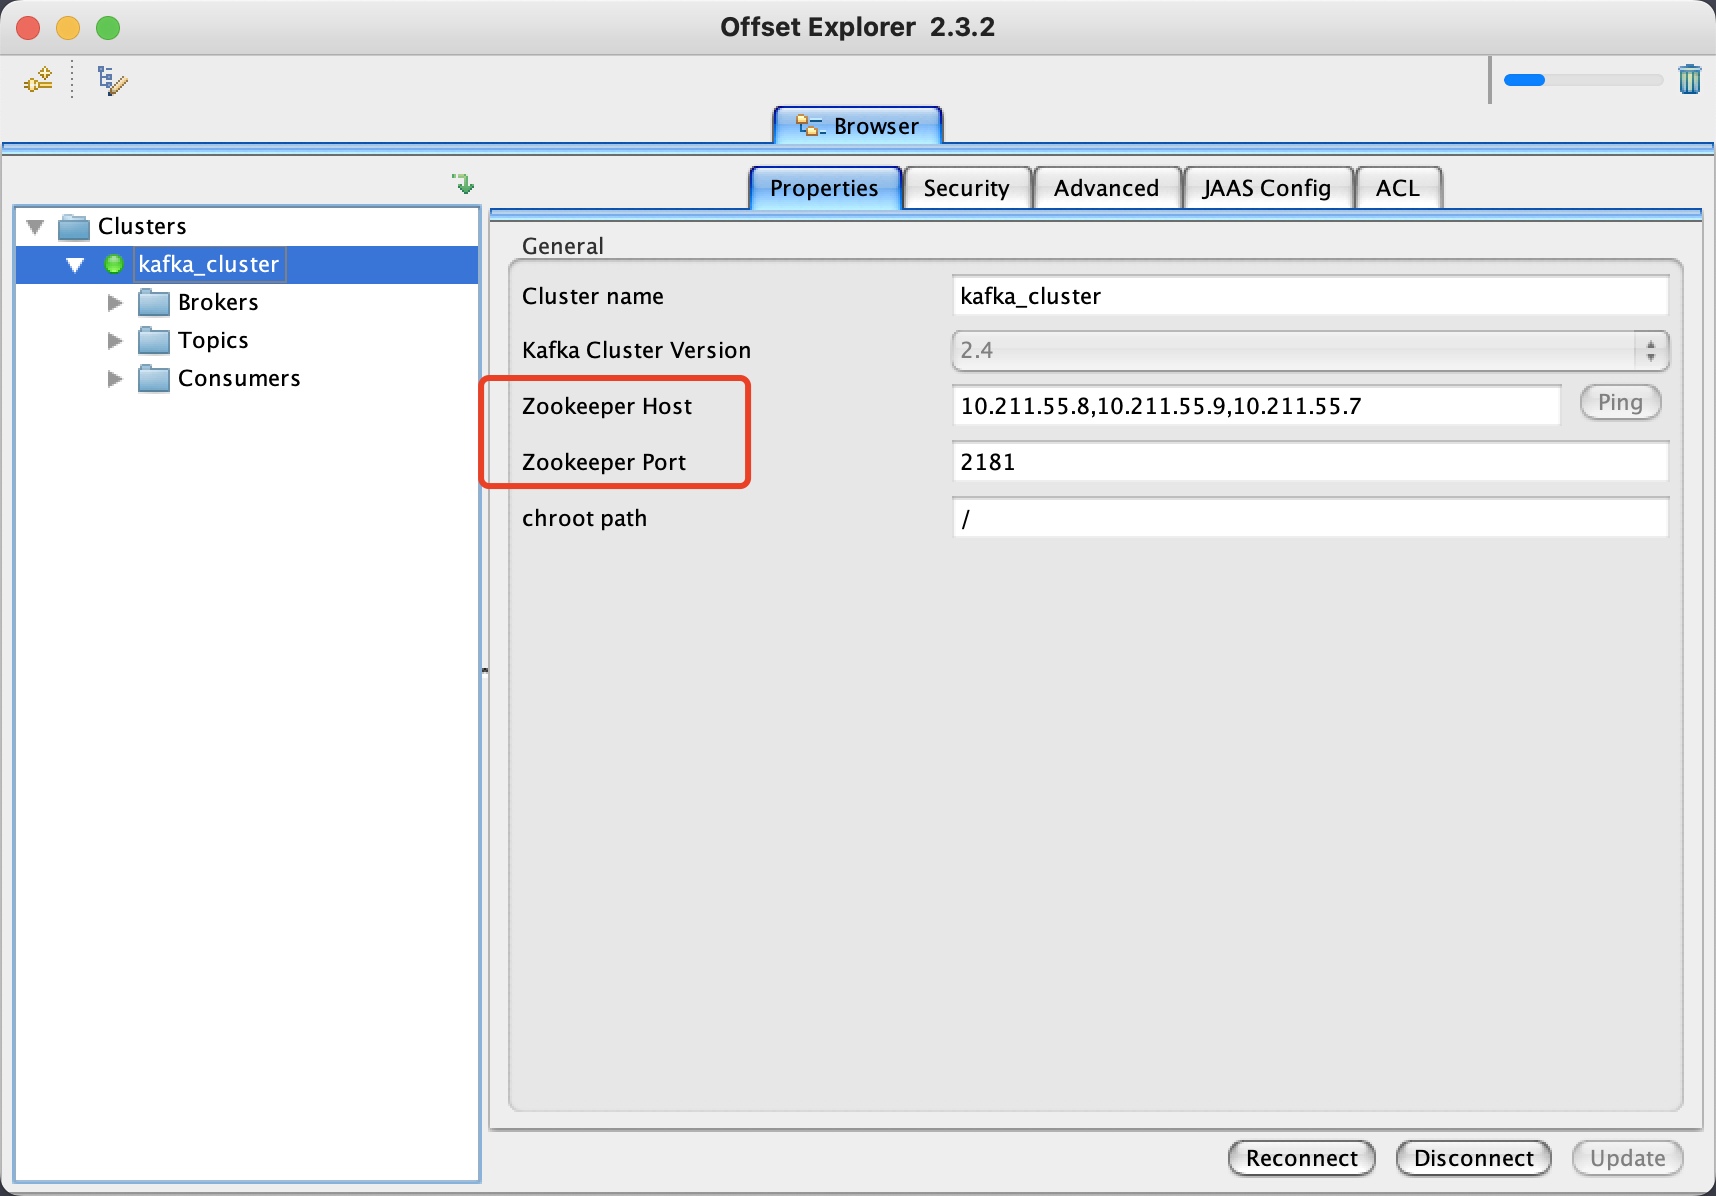 Offset Explorer  2.3.2
Browser
Properties
Security
Advanced
JAAS Config
ACL
Clusters
kafka_cluster
Brokers
Topics
Consumers
General
Cluster name
kafka_cluster
Kafka Cluster Version
2.4
Zookeeper Host
10.211.55.8,10.211.55.9,10.211.55.7
Ping
Zookeeper Port
2181
chroot path
/
Reconnect
Disconnect
Update